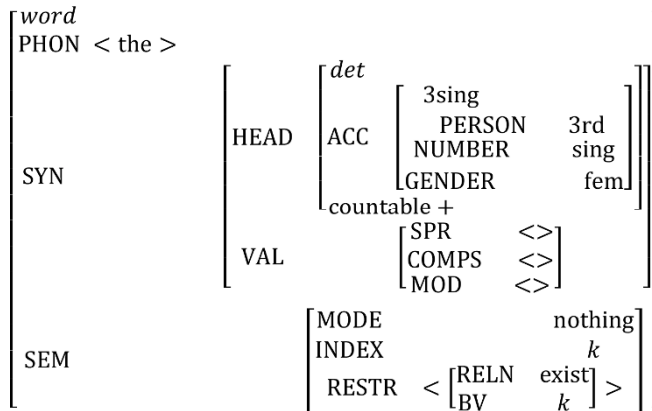 word
PHON < the >
det
3sing
PERSON 3rd
HEAD ACC
NUMBER sing
SYN
GENDER fem
countable +
SPR <>
VAL COMPS <>
MOD <>
MODE nothing
INDEX k
SEM
RELN exist
RESTR < >
BV k